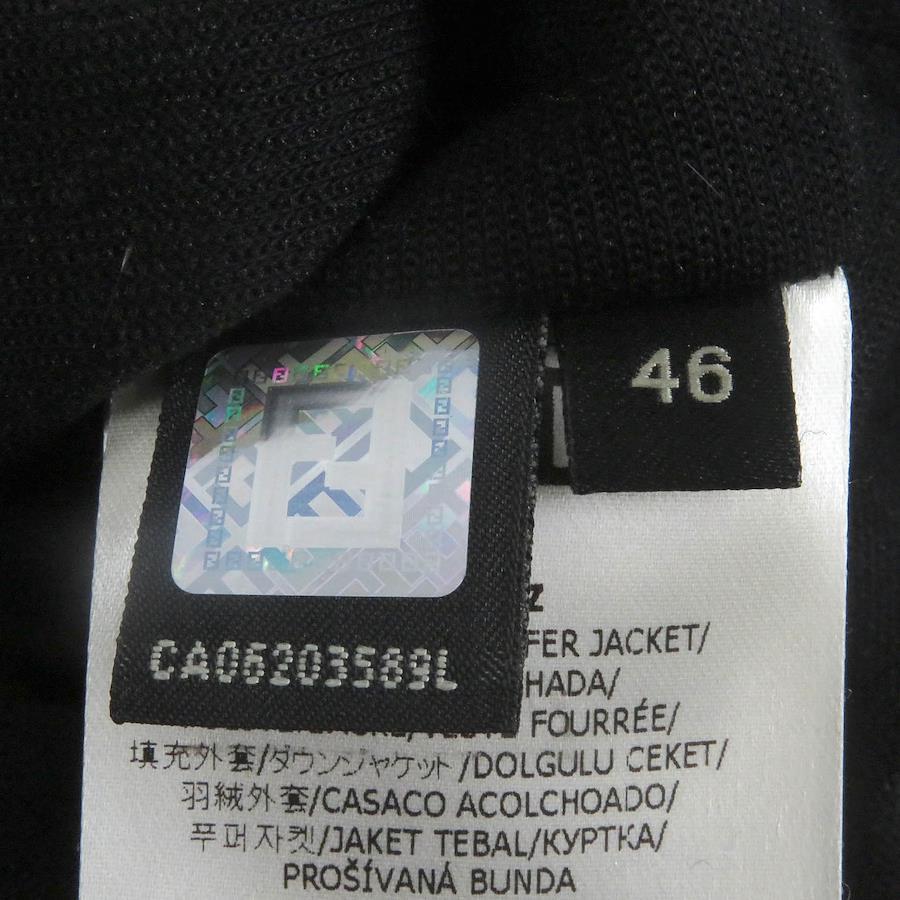 46
CA06203589L
FER JACKET/
HADA/
FOURRÉE/
填充外套/ダウンジャケット/DOLGULU CEKET/
羽絨外套/CASACO ACOLCHOADO/
푸퍼자켓/JAKET TEBAL/КУРТКА/
PROŠÍVANÁ BUNDA